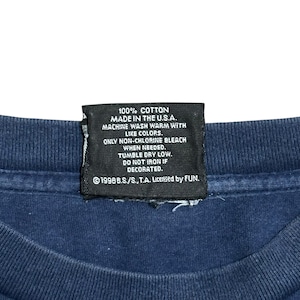 100% COTTON
MADE IN THE U.S.A.
MACHINE WASH WARM WITH
LIKE COLORS.
ONLY NON-CHLORINE BLEACH
WHEN NEEDED.
TUMBLE DRY LOW.
DO NOT IRON IF
DECORATED.
©1998 B.S./S.,T.A. Licensed by FUN.